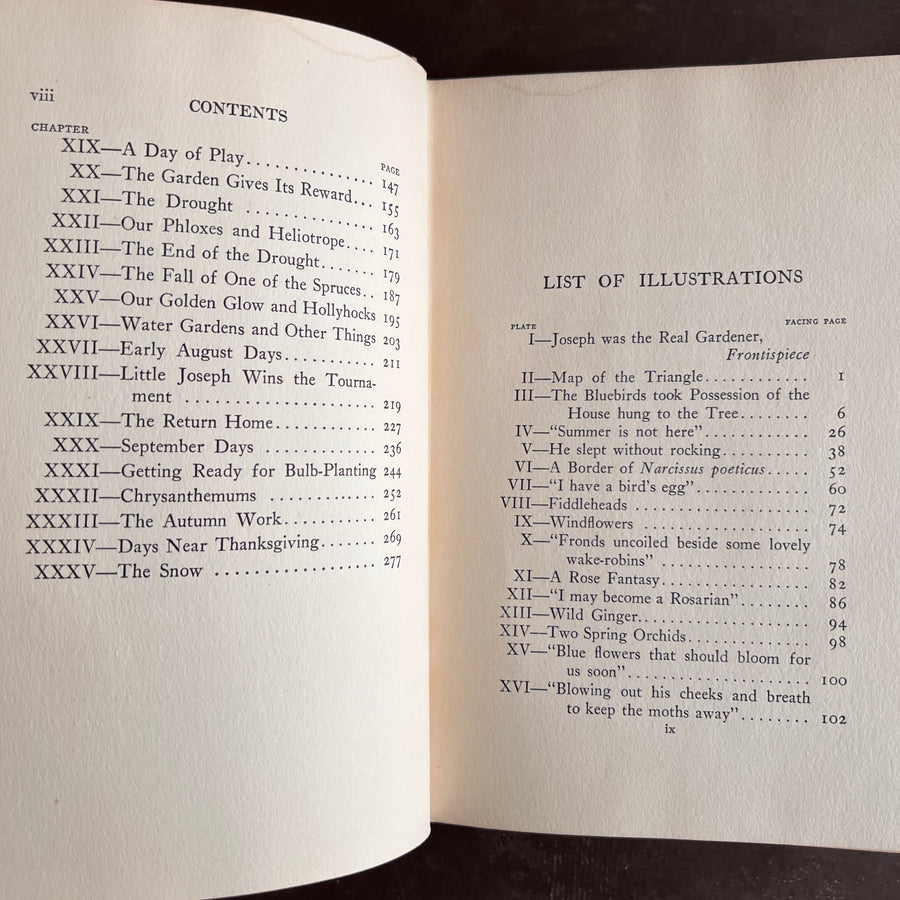 viii
CONTENTS
CHAPTER
PAGE
XIX—A Day of Play.............. 147
XX—The Garden Gives Its Reward... 155
XXI—The Drought .............. 163
XXII—Our Phloxes and Heliotrope.... 171
XXIII—The End of the Drought....... 179
XXIV—The Fall of One of the Spruces.. 187
XXV—Our Golden Glow and Hollyhocks 195
XXVI—Water Gardens and Other Things 203
XXVII—Early August Days........... 211
XXVIII—Little Joseph Wins the Tourna-
ment ..................... 219
XXIX—The Return Home........... 227
XXX—September Days ............ 236
XXXI—Getting Ready for Bulb-Planting 244
XXXII—Chrysanthemums ........... 252
XXXIII—The Autumn Work.......... 261
XXXIV—Days Near Thanksgiving....... 269
XXXV—The Snow ................. 277
LIST OF ILLUSTRATIONS
PLATE FACING PAGE
I—Joseph was the Real Gardener,
Frontispiece
II—Map of the Triangle........... 1
III—The Bluebirds took Possession of the
House hung to the Tree........ 6
IV—“Summer is not here”........... 26
V—He slept without rocking......... 38
VI—A Border of Narcissus poeticus..... 52
VII—“I have a bird’s egg”............ 60
VIII—Fiddleheads .................. 72
IX—Windflowers ................. 74
X—“Fronds uncoiled beside some lovely
wake-robins” ............... 78
XI—A Rose Fantasy............... 82
XII—“I may become a Rosarian”........ 86
XIII—Wild Ginger.................. 94
XIV—Two Spring Orchids............. 98
XV—“Blue flowers that should bloom for
us soon”.................... 100
XVI—“Blowing out his cheeks and breath
to keep the moths away”........ 102
ix